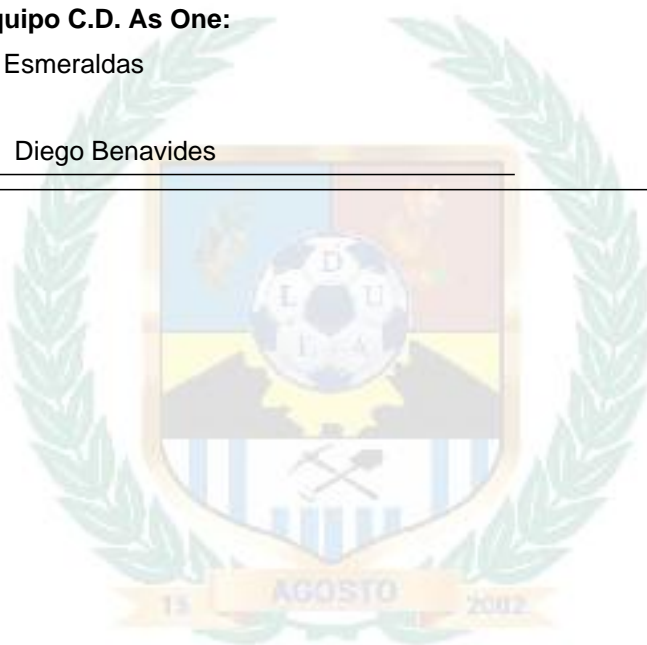 quipo C.D. As One:
Esmeraldas
Diego Benavides
D
L U
E A
15 AGOSTO 2002